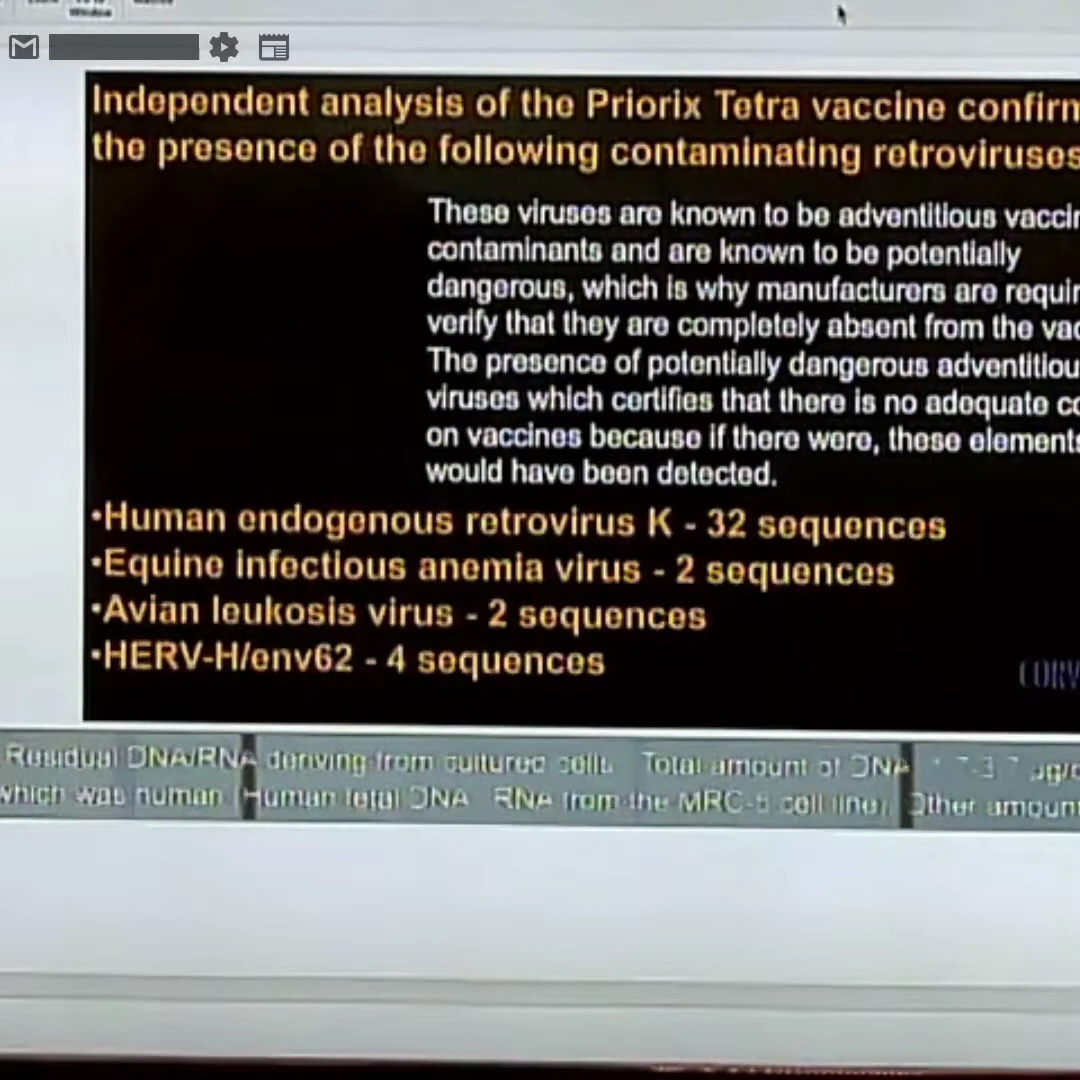 Window
Independent analysis of the Priorix Tetra vaccine confirm
the presence of the following contaminating retroviruses
These viruses are known to be adventitious vaccin
contaminants and are known to be potentially
dangerous, which is why manufacturers are requir
verify that they are completely absent from the vac
The presence of potentially dangerous adventitiou
viruses which certifies that there is no adequate co
on vaccines because if there were, these elements
would have been detected.
•Human endogenous retrovirus K - 32 sequences
•Equine infectious anemia virus - 2 sequences
•Avian leukosis virus - 2 sequences
•HERV-H/env62 - 4 sequences
CORV
Residual DNA/RNA deriving from cultured cells Total amount of DNA
which was human (Human fetal DNA RNA from the MRC-5 cell line) Other amount